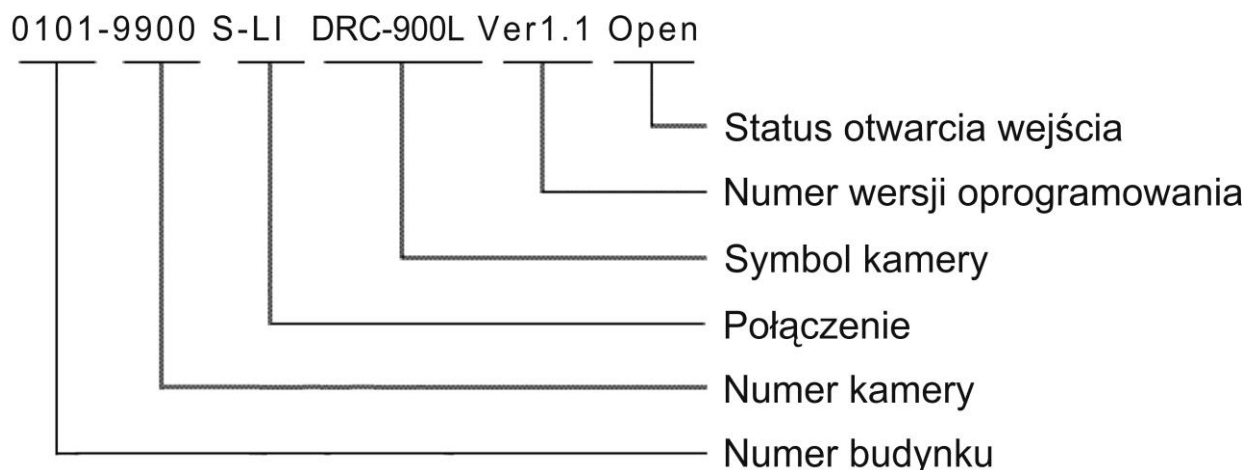 0101-9900 S-LI DRC-900L Ver1.1 Open
Status otwarcia wejścia
Numer wersji oprogramowania
Symbol kamery
Połączenie
Numer kamery
Numer budynku